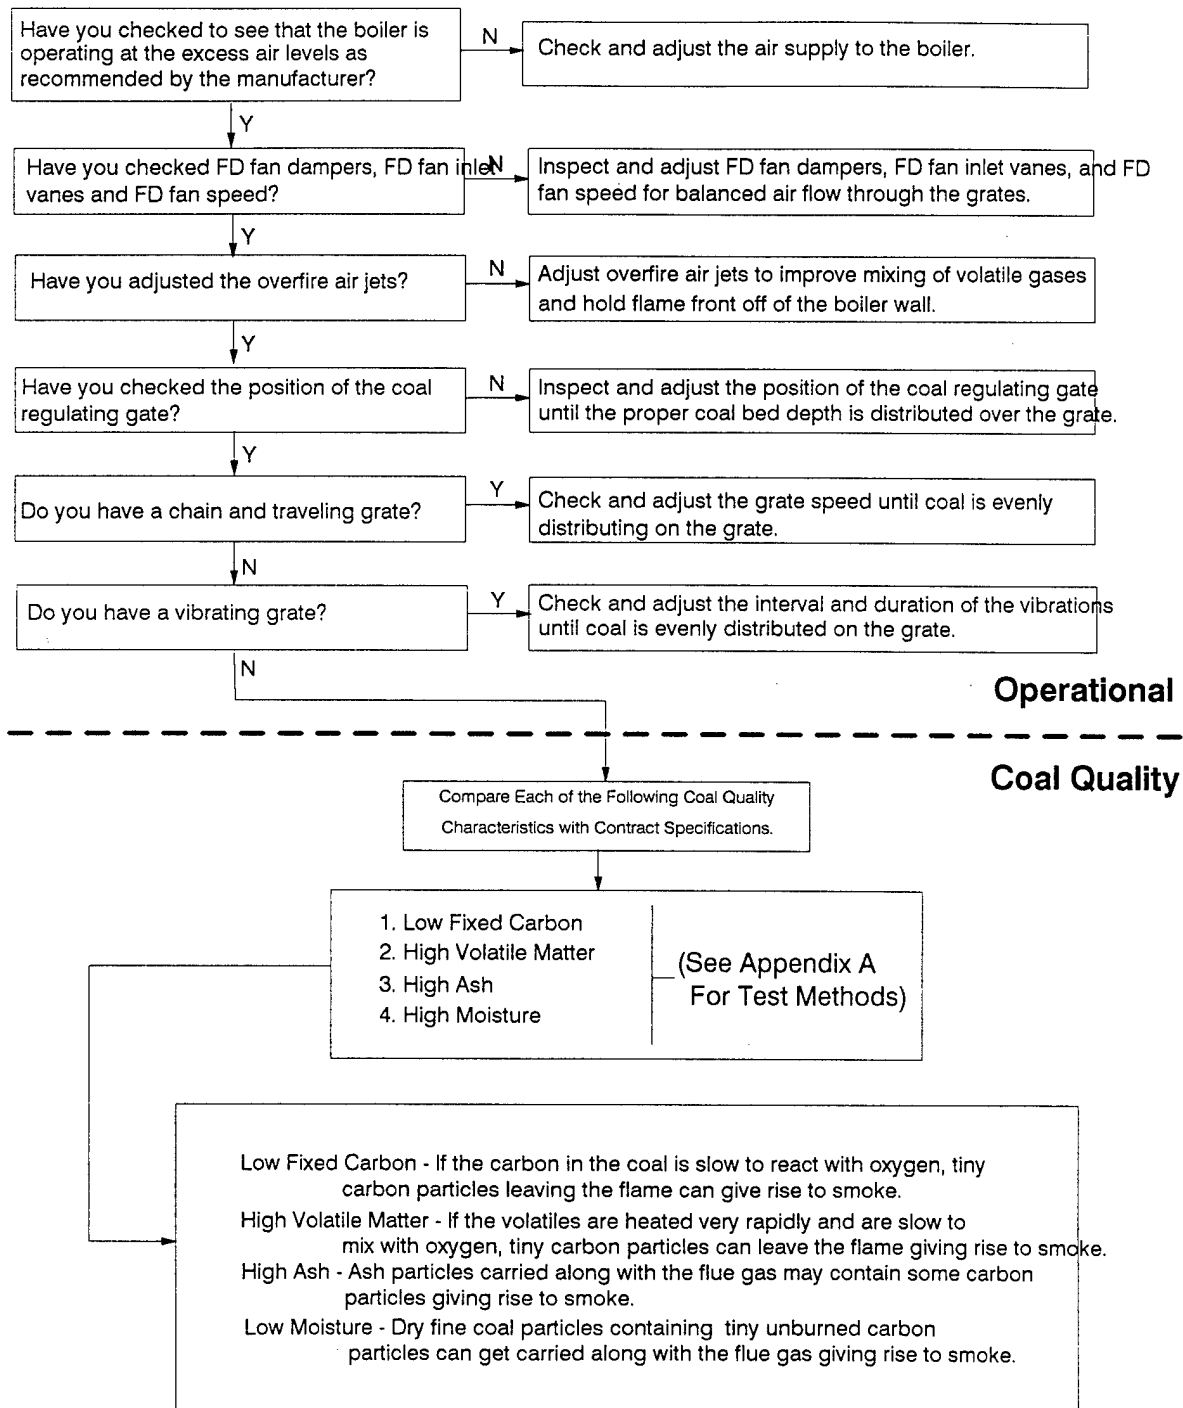 Have you checked to see that the boiler is
operating at the excess air levels as
recommended by the manufacturer?
N
Check and adjust the air supply to the boiler.
Y
Have you checked FD fan dampers, FD fan inlet
vanes and FD fan speed?
N
Inspect and adjust FD fan dampers, FD fan inlet vanes, and FD
fan speed for balanced air flow through the grates.
Y
Have you adjusted the overfire air jets?
N
Adjust overfire air jets to improve mixing of volatile gases
and hold flame front off of the boiler wall.
Y
Have you checked the position of the coal
regulating gate?
N
Inspect and adjust the position of the coal regulating gate
until the proper coal bed depth is distributed over the grate.
Y
Do you have a chain and traveling grate?
Y
Check and adjust the grate speed until coal is evenly
distributing on the grate.
N
Do you have a vibrating grate?
Y
Check and adjust the interval and duration of the vibrations
until coal is evenly distributed on the grate.
N
Operational
Coal Quality
Compare Each of the Following Coal Quality
Characteristics with Contract Specifications.
1. Low Fixed Carbon
2. High Volatile Matter
3. High Ash
4. High Moisture
(See Appendix A
For Test Methods)
Low Fixed Carbon - If the carbon in the coal is slow to react with oxygen, tiny
carbon particles leaving the flame can give rise to smoke.
High Volatile Matter - If the volatiles are heated very rapidly and are slow to
mix with oxygen, tiny carbon particles can leave the flame giving rise to smoke.
High Ash - Ash particles carried along with the flue gas may contain some carbon
particles giving rise to smoke.
Low Moisture - Dry fine coal particles containing tiny unburned carbon
particles can get carried along with the flue gas giving rise to smoke.